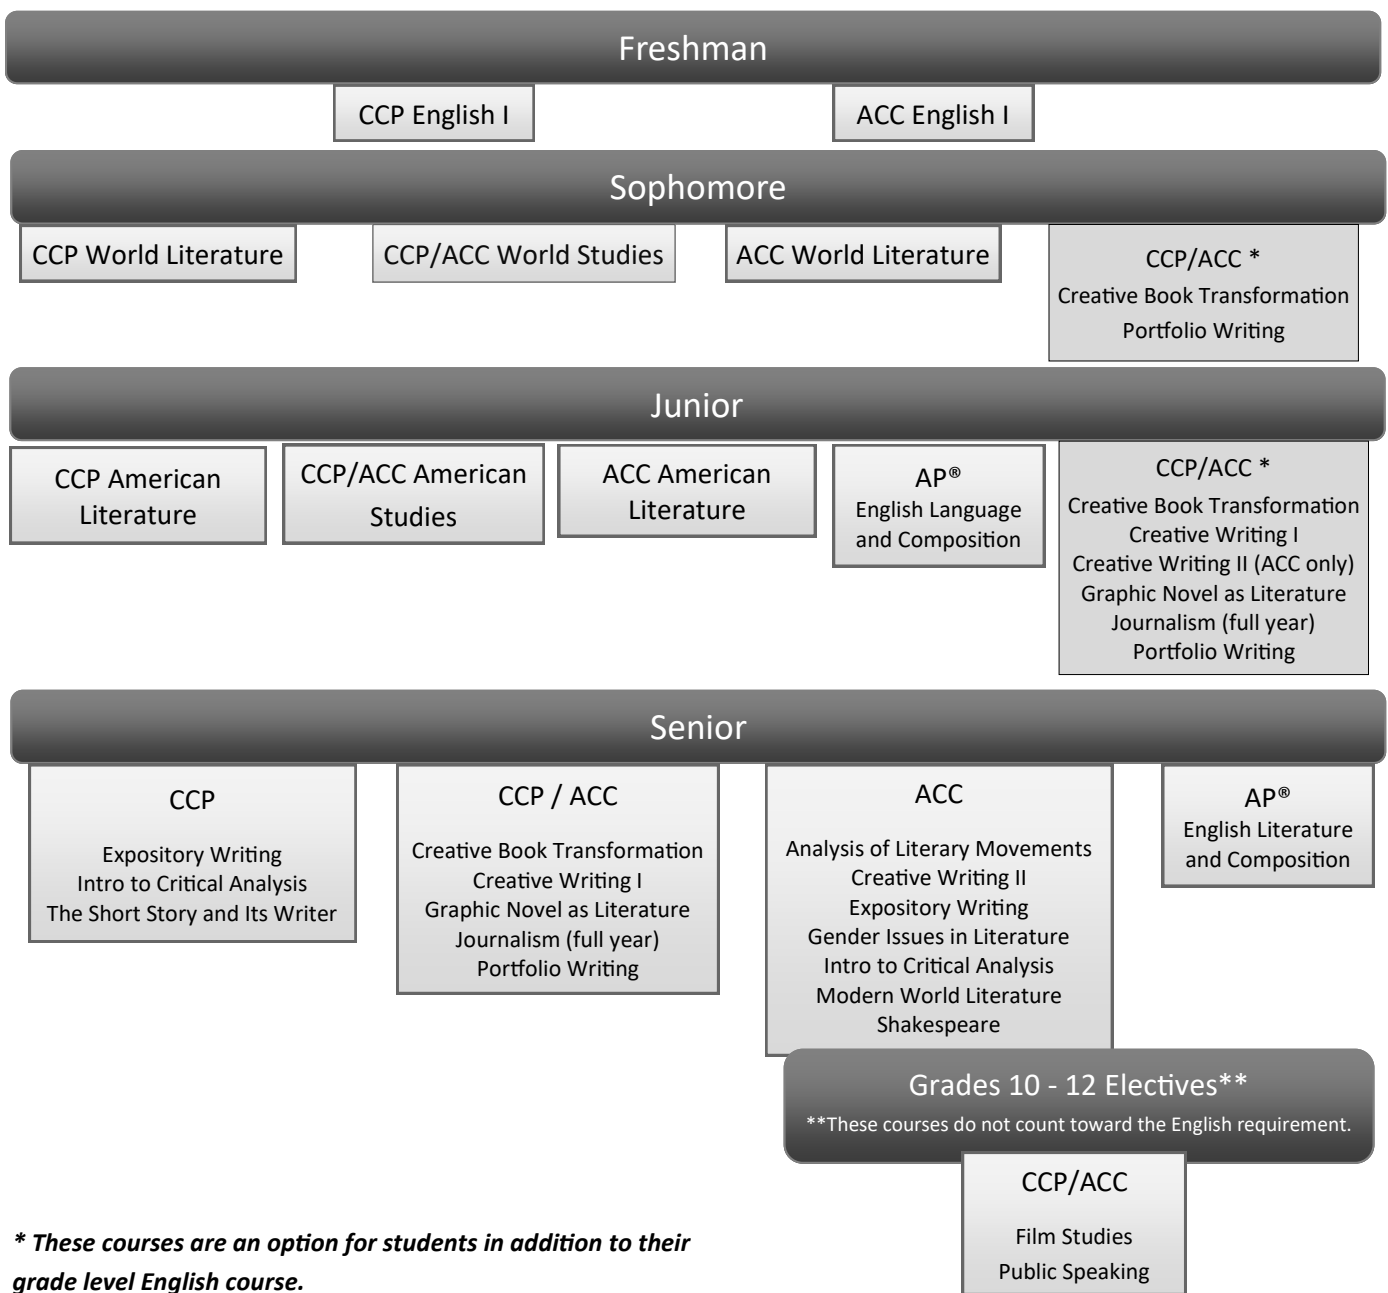 Freshman
CCP English I
ACC English I
Sophomore
CCP World Literature
CCP/ACC World Studies
ACC World Literature
CCP/ACC *
Creative Book Transformation
Portfolio Writing
Junior
CCP American
Literature
CCP/ACC American
Studies
ACC American
Literature
AP®
English Language
and Composition
CCP/ACC *
Creative Book Transformation
Creative Writing I
Creative Writing II (ACC only)
Graphic Novel as Literature
Journalism (full year)
Portfolio Writing
Senior
CCP
Expository Writing
Intro to Critical Analysis
The Short Story and Its Writer
CCP / ACC
Creative Book Transformation
Creative Writing I
Graphic Novel as Literature
Journalism (full year)
Portfolio Writing
ACC
Analysis of Literary Movements
Creative Writing II
Expository Writing
Gender Issues in Literature
Intro to Critical Analysis
Modern World Literature
Shakespeare
AP®
English Literature
and Composition
Grades 10 - 12 Electives**
**These courses do not count toward the English requirement.
CCP/ACC
Film Studies
Public Speaking
* These courses are an option for students in addition to their
grade level English course.